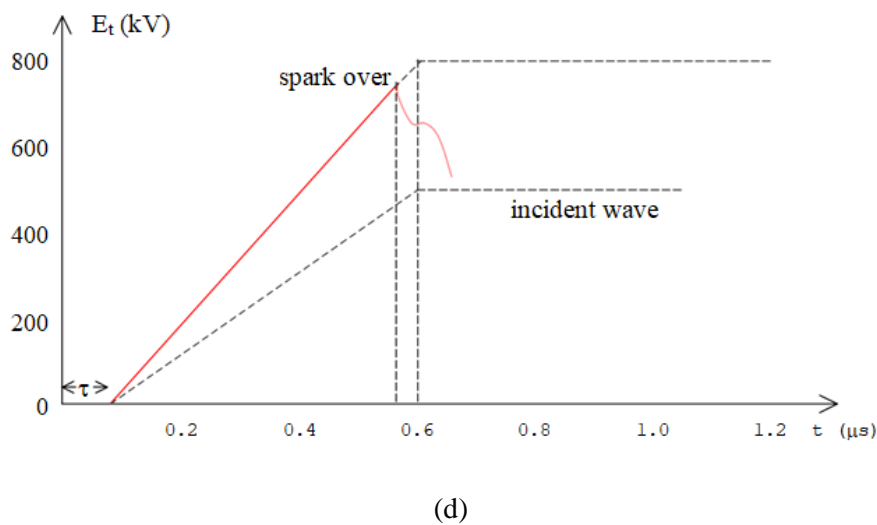 E_t (kV)
800
spark over
600
incident wave
400
200
τ
0
0.2 0.4 0.6 0.8 1.0 1.2 t (μs)
(d)